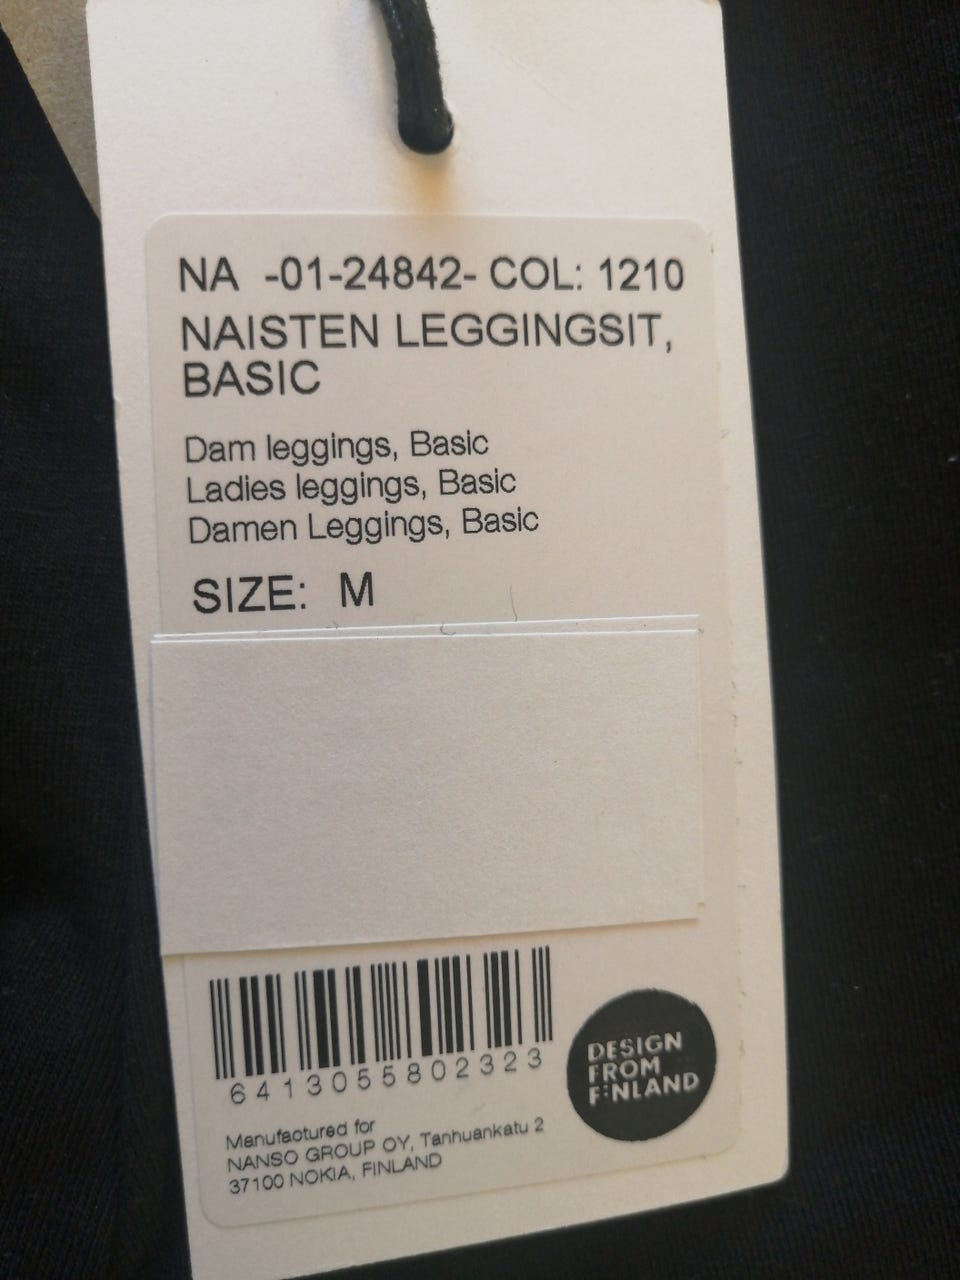 NA -01-24842- COL: 1210
NAISTEN LEGGINGSIT,
BASIC
Dam leggings, Basic
Ladies leggings, Basic
Damen Leggings, Basic
SIZE: M
6413055802323
DESIGN
FROM
FINLAND
Manufactured for
NANSO GROUP OY, Tanhuankatu 2
37100 NOKIA, FINLAND